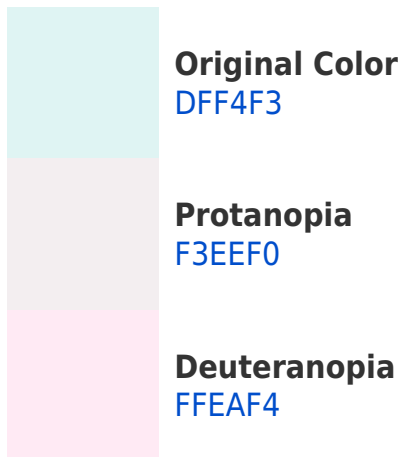 Original Color
DFF4F3
Protanopia
F3EEF0
Deuteranopia
FFEAF4